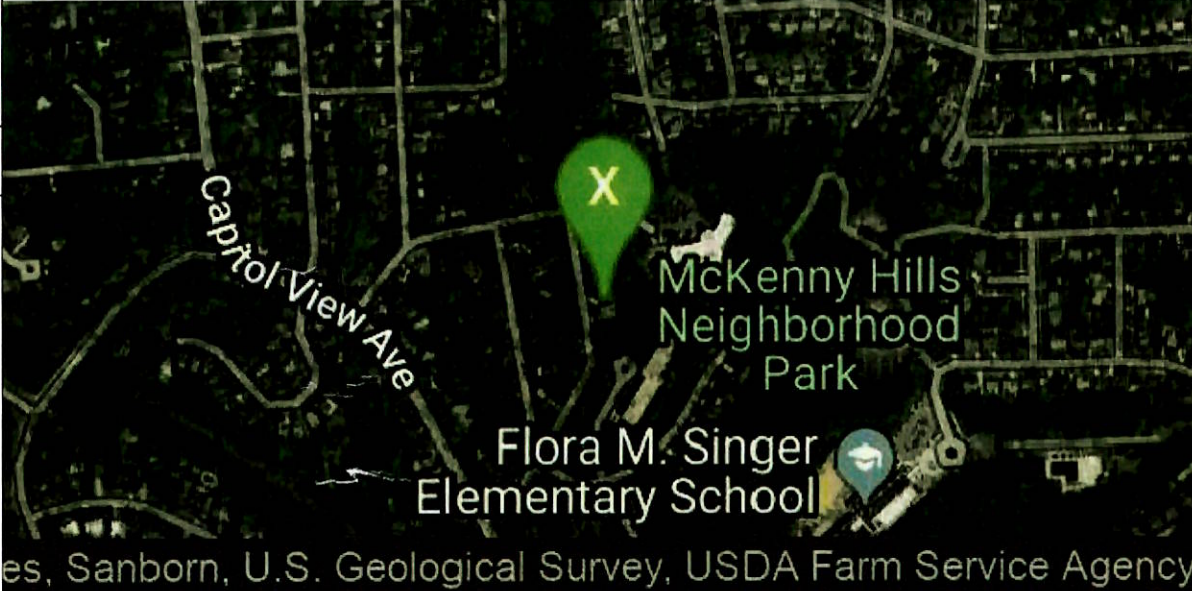 X
Capitol View Ave
McKenny Hills
Neighborhood
Park
Flora M. Singer
Elementary School
es, Sanborn, U.S. Geological Survey, USDA Farm Service Agency